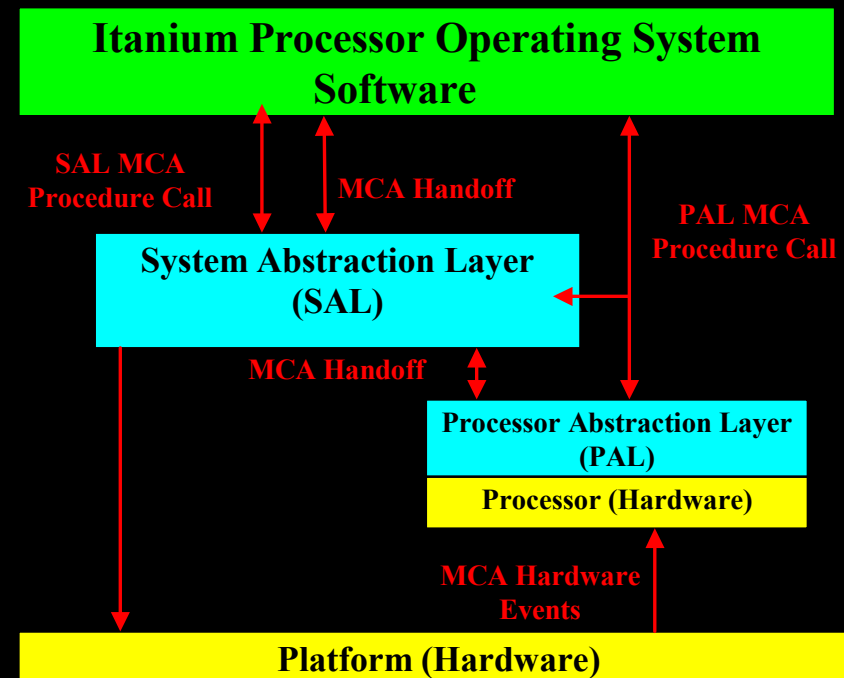 Itanium Processor Operating System
Software
SAL MCA
Procedure Call
MCA Handoff
PAL MCA
Procedure Call
System Abstraction Layer
(SAL)
MCA Handoff
Processor Abstraction Layer
(PAL)
Processor (Hardware)
MCA Hardware
Events
Platform (Hardware)